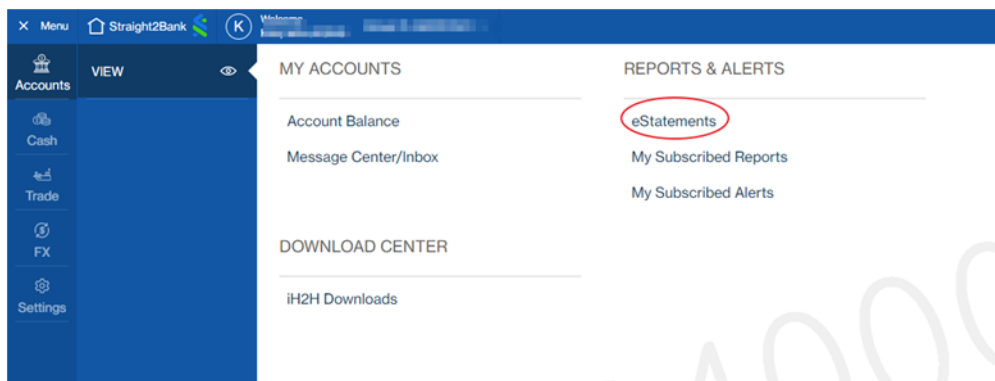 × Menu Straight2Bank K Welcome
Accounts
Cash
Trade
FX
Settings
VIEW
MY ACCOUNTS
Account Balance
Message Center/Inbox
DOWNLOAD CENTER
iH2H Downloads
REPORTS & ALERTS
eStatements
My Subscribed Reports
My Subscribed Alerts